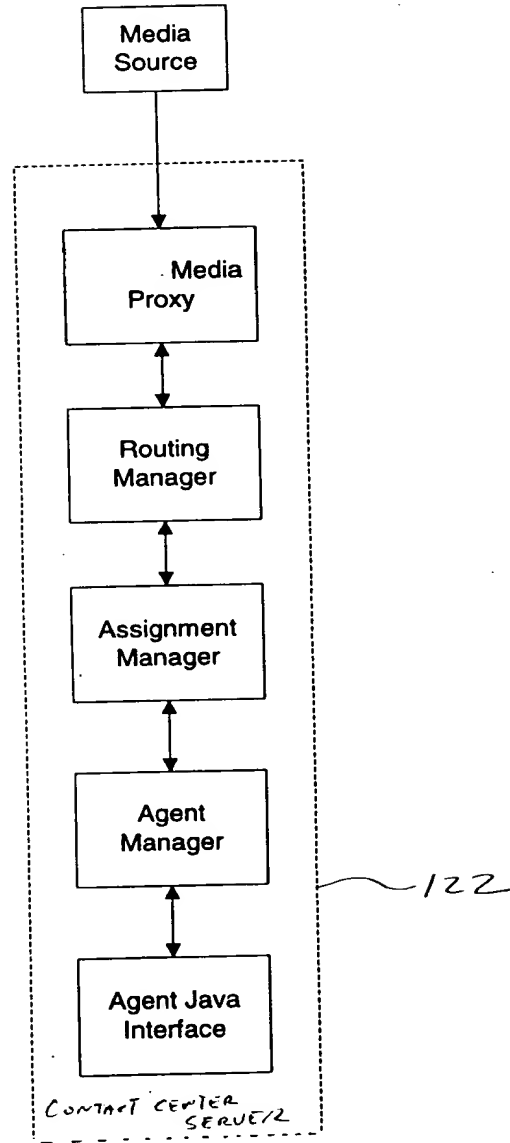 Media
Source
Media
Proxy
Routing
Manager
Assignment
Manager
Agent
Manager
122
Agent Java
Interface
CONTACT CENTER
SERVER